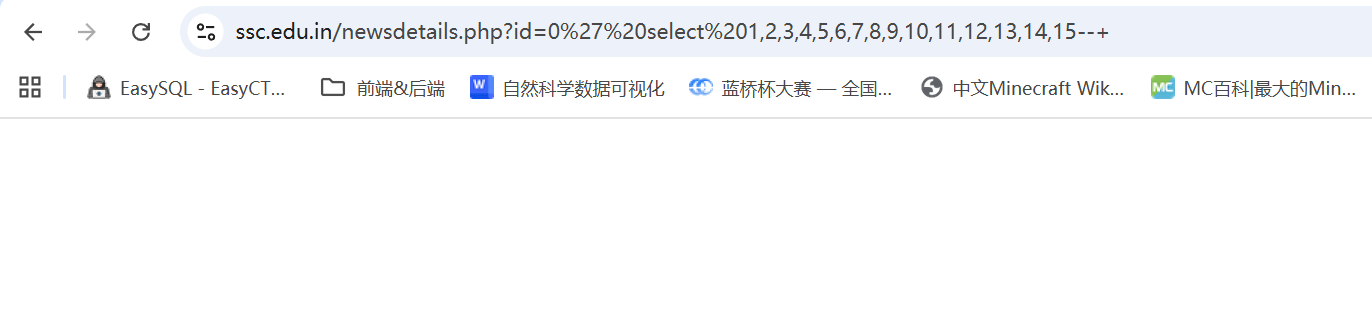 ssc.edu.in/newsdetails.php?id=0%27%20select%201,2,3,4,5,6,7,8,9,10,11,12,13,14,15--+
EasySQL - EasyCT... 前端&后端 自然科学数据可视化 蓝桥杯大赛 — 全国... 中文Minecraft Wik... MC百科|最大的Min...